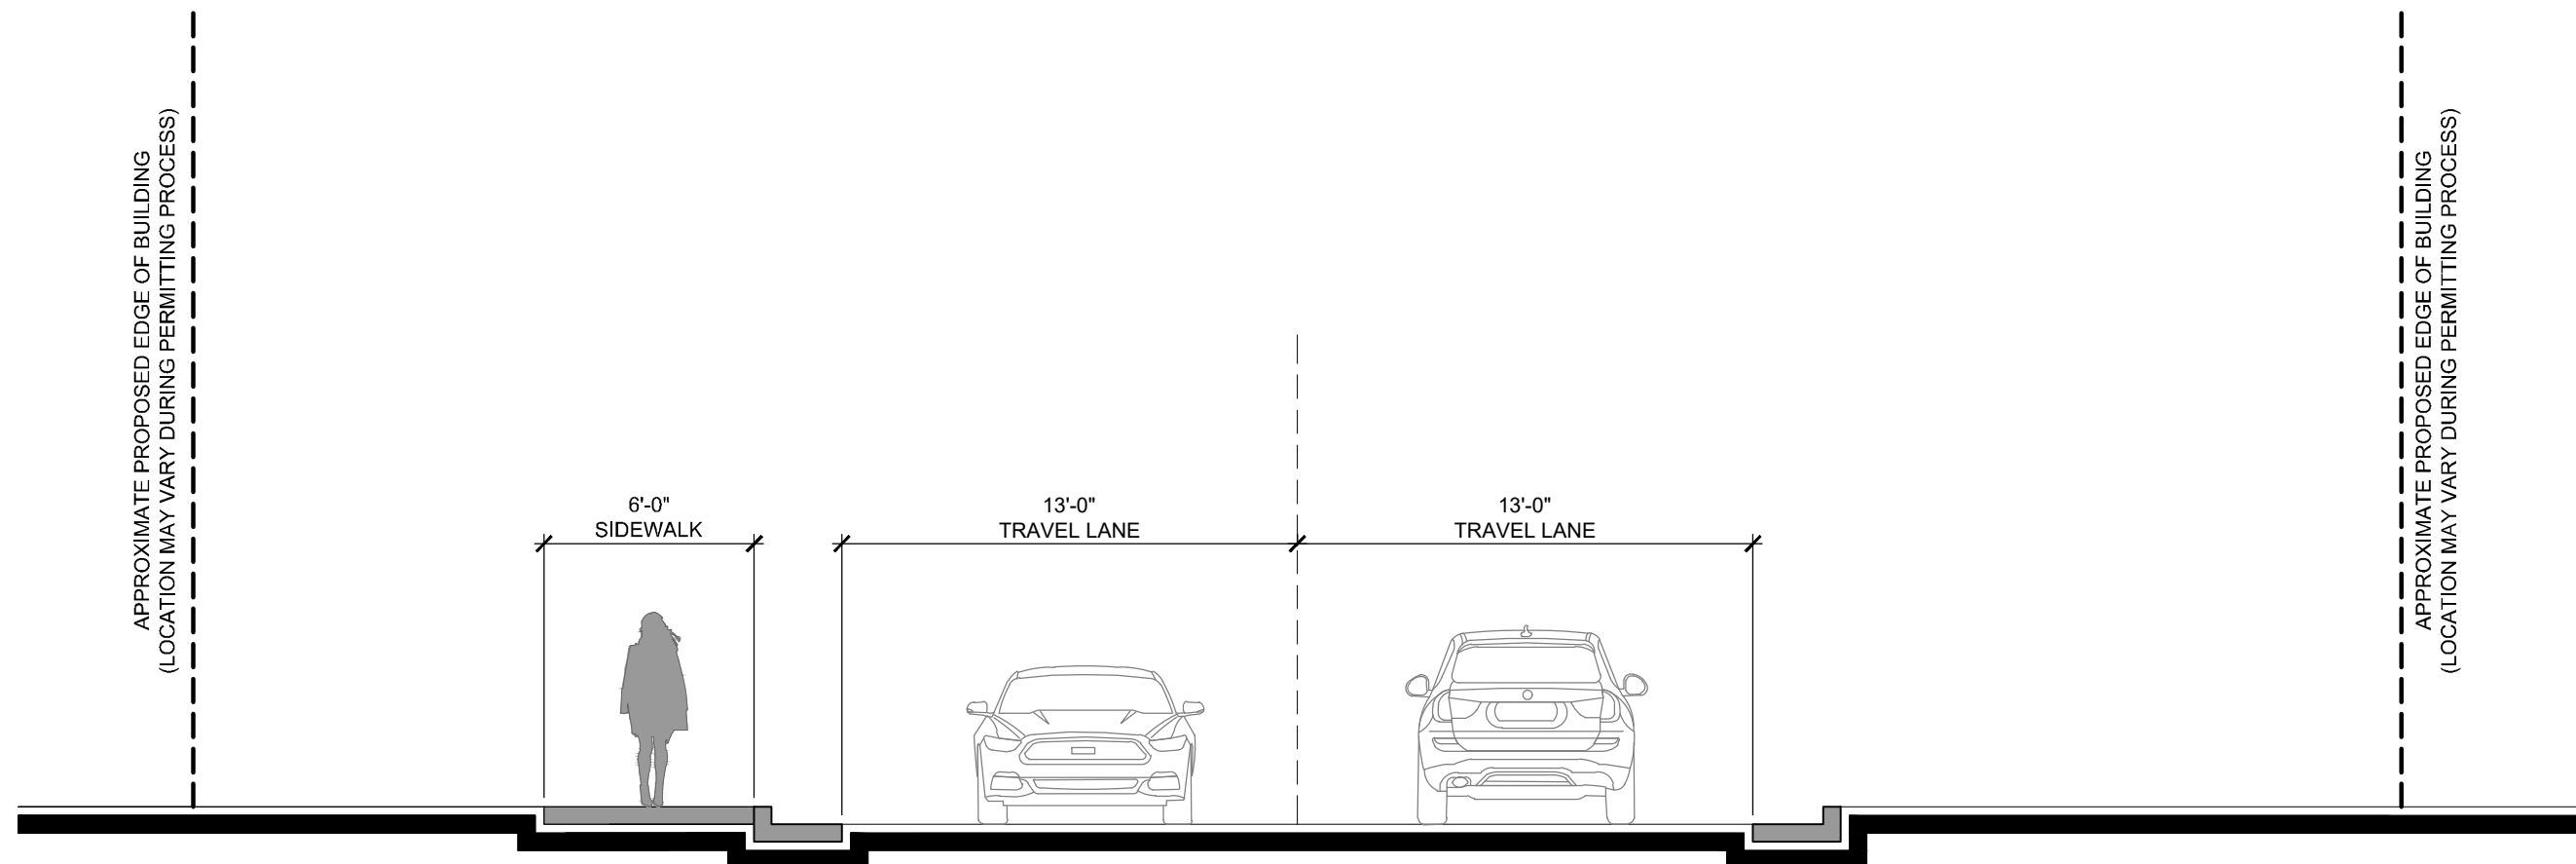 APPROXIMATE PROPOSED EDGE OF BUILDING
(LOCATION MAY VARY DURING PERMITTING PROCESS)
6'-0"
SIDEWALK
13'-0"
TRAVEL LANE
13'-0"
TRAVEL LANE
APPROXIMATE PROPOSED EDGE OF BUILDING
(LOCATION MAY VARY DURING PERMITTING PROCESS)